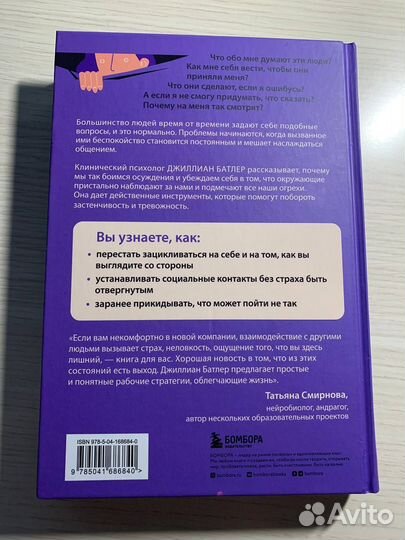 Что обо мне думают эти люди?
Как мне себя вести, чтобы они
приняли меня?
Что они сделают, если я ошибусь?
А если я не смогу придумать, что сказать?
Почему на меня так смотрят?
Большинство людей время от времени задают себе подобные
вопросы, и это нормально. Проблемы начинаются, когда вызванное
ими беспокойство становится постоянным и мешает наслаждаться
общением.
Клинический психолог ДЖИЛЛИАН БАТЛЕР рассказывает, почему
мы так боимся осуждения и убеждаем себя в том, что окружающие
пристально наблюдают за нами и подмечают все наши огрехи.
Она дает действенные инструменты, которые помогут побороть
застенчивость и тревожность.
Вы узнаете, как:
• перестать зацикливаться на себе и на том, как вы
выглядите со стороны
• устанавливать социальные контакты без страха быть
отвергнутым
• заранее прикидывать, что может пойти не так
«Если вам некомфортно в новой компании, взаимодействие с другими
людьми вызывает страх, неловкость, ощущение того, что вы здесь
лишний, — книга для вас. Хорошая новость в том, что из этих
состояний есть выход. Джиллиан Батлер предлагает простые
и понятные рабочие стратегии, облегчающие жизнь».
Татьяна Смирнова,
нейробиолог, андрагог,
автор нескольких образовательных проектов
ISBN 978-5-04-168684-0
9 785041 686840 >
БОМБОРА
ИЗДАТЕЛЬСТВО
bombora.ru bomborabooks bombora
Avito